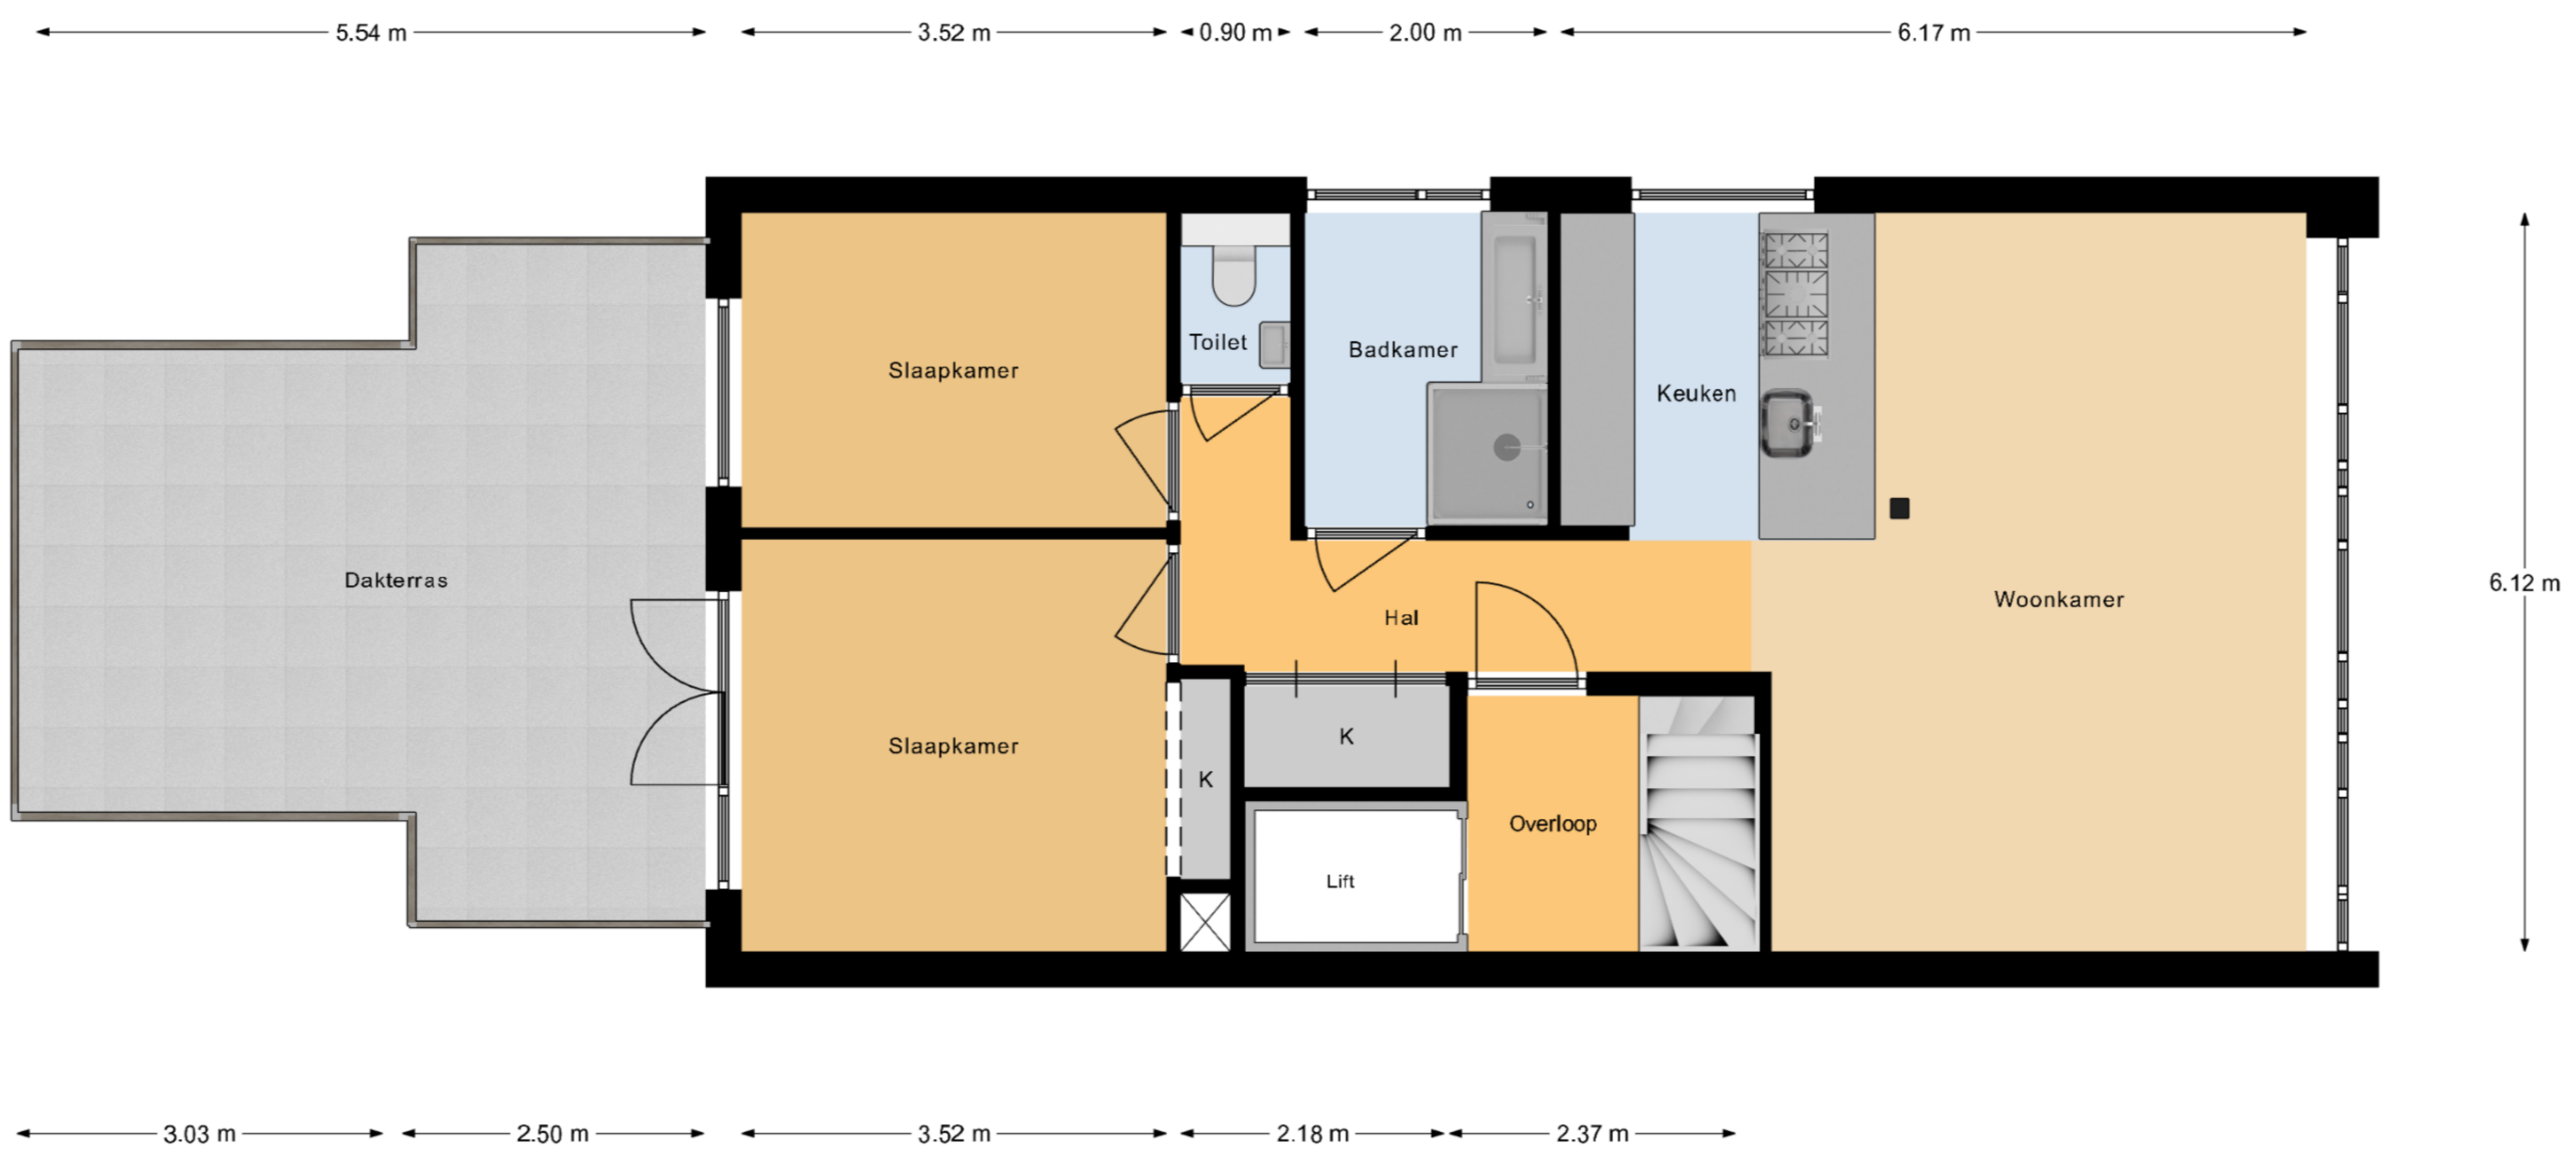 5.54 m
3.52 m
0.90 m
2.00 m
6.17 m
Toilet
Badkamer
Slaapkamer
Keuken
Dakterras
6.12 m
Woonkamer
Hal
K
Slaapkamer
K
Overloop
Lift
3.03 m
2.50 m
3.52 m
2.18 m
2.37 m